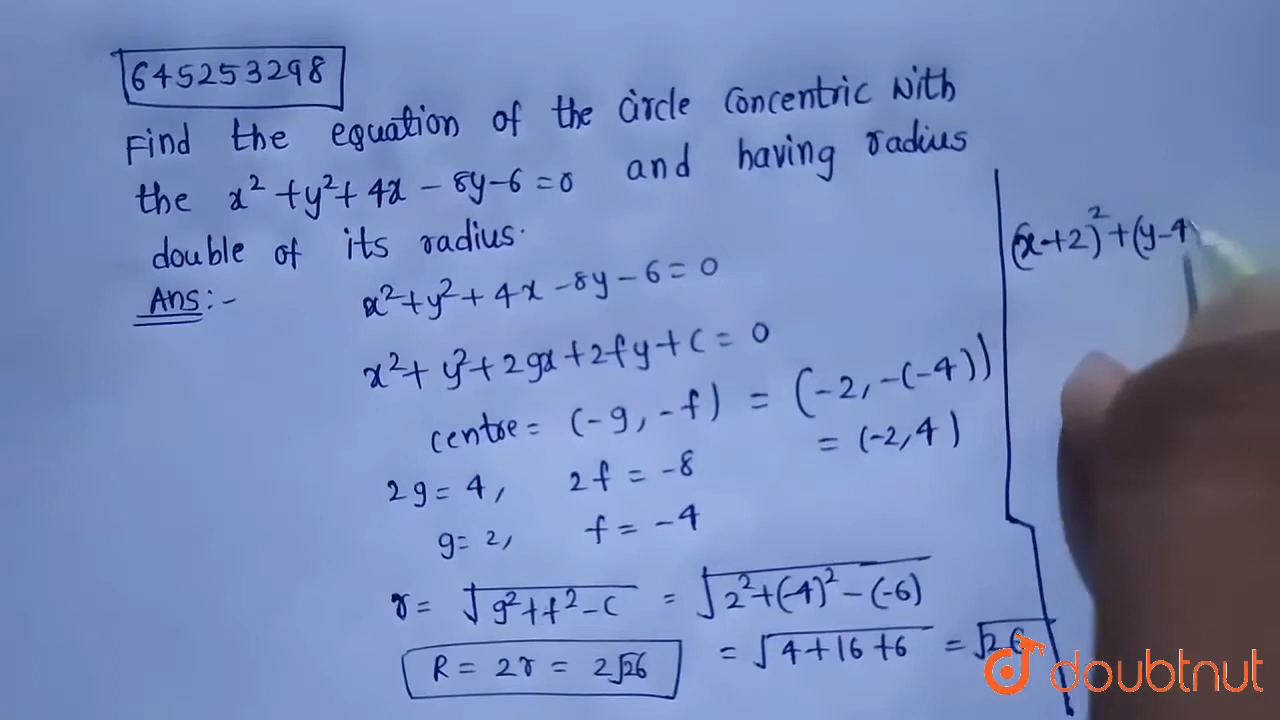 645253298
Find the equation of the circle concentric with
the x² + y² + 4x - 8y - 6 = 0 and having radius
double of its radius.
Ans :-
x² + y² + 4x - 8y - 6 = 0
x² + y² + 2gx + 2fy + c = 0
centre = (-g, -f) = (-2, -(-4))
= (-2, 4)
2g = 4, 2f = -8
g = 2, f = -4
r = √g² + f² - c = √2² + (-4)² - (-6)
= √4 + 16 + 6 = √26
R = 2r = 2√26
(x+2)² + (y-4
doubtnut